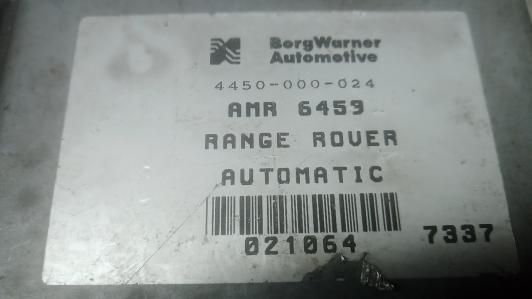 BorgWarner
Automotive
4450-000-024
AMR 6459
RANGE ROVER
AUTOMATIC
021064 7337